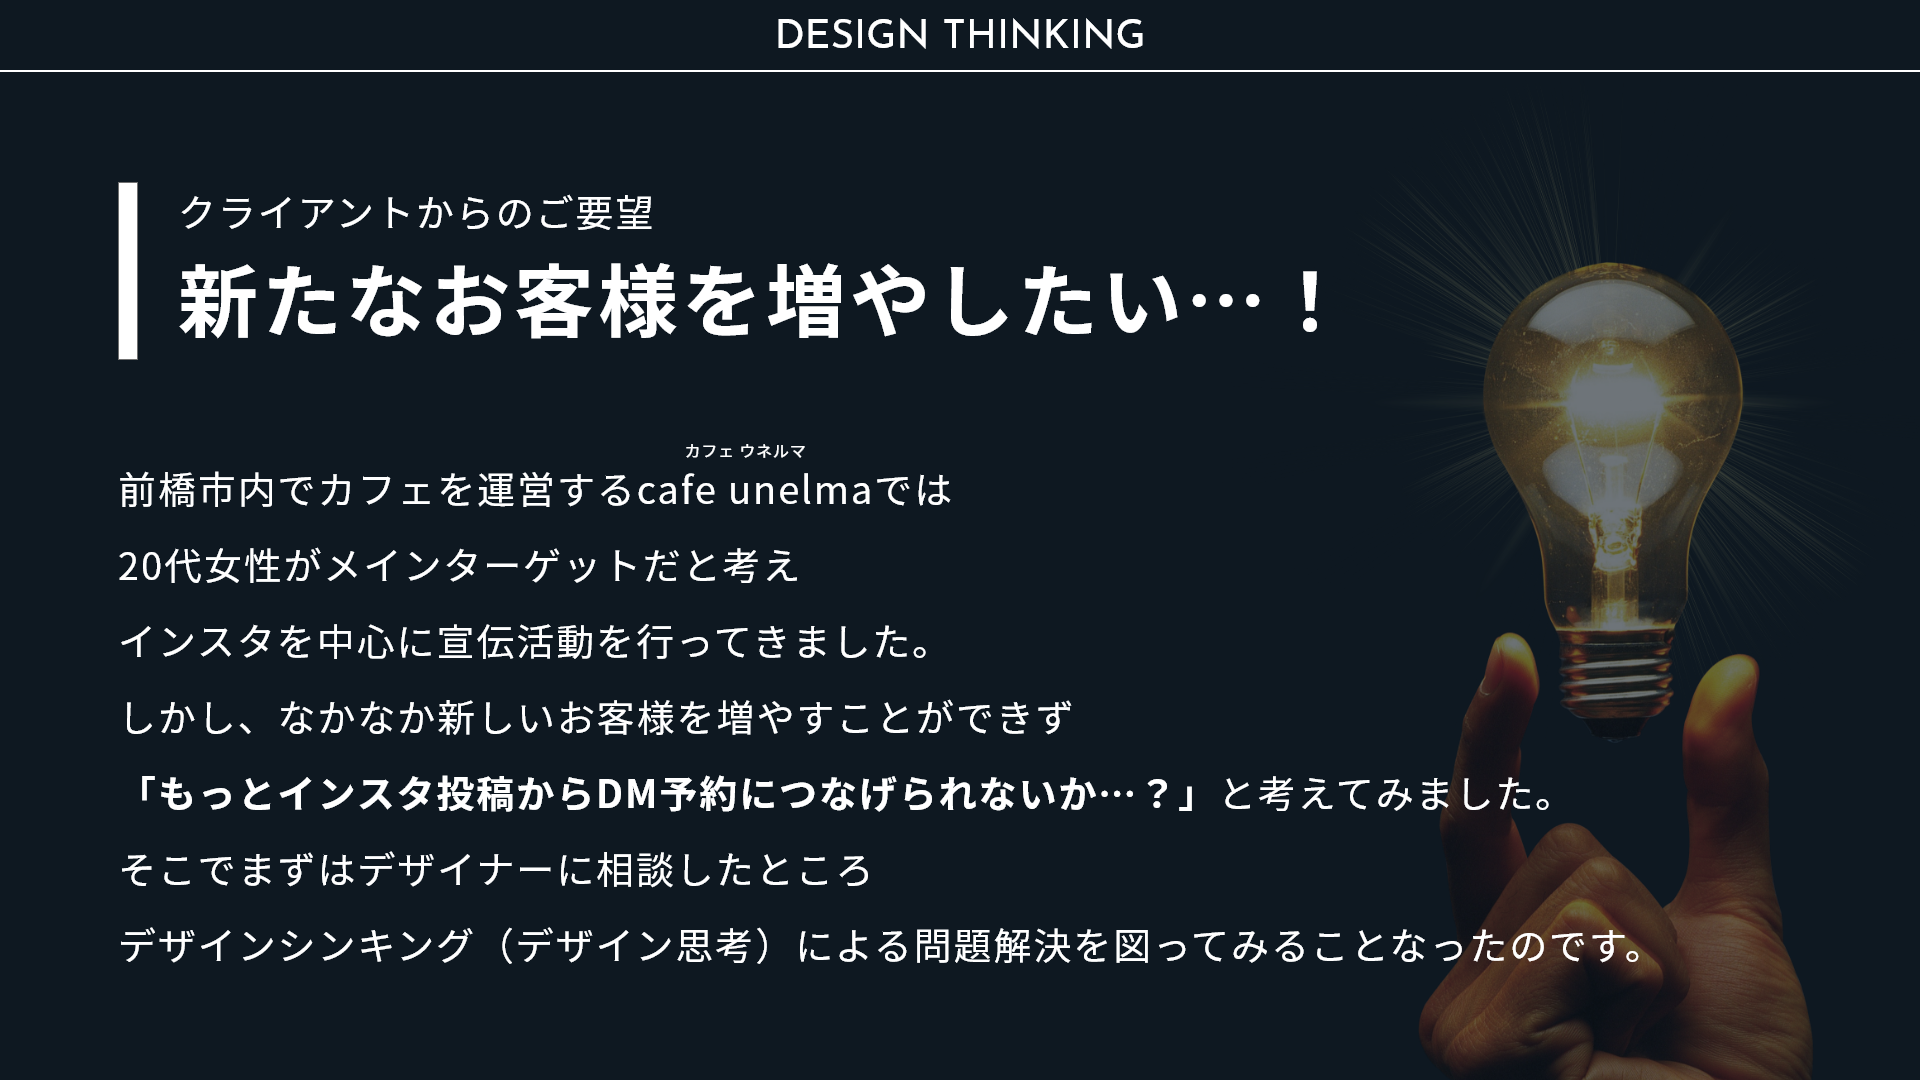 DESIGN THINKING
クライアントからのご要望
新たなお客様を増やしたい…！
カフェ ウネルマ
前橋市内でカフェを運営するcafe unelmaでは
20代女性がメインターゲットだと考え
インスタを中心に宣伝活動を行ってきました。
しかし、なかなか新しいお客様を増やすことができず
「もっとインスタ投稿からDM予約につなげられないか…？」と考えてみました。
そこでまずはデザイナーに相談したところ
デザインシンキング（デザイン思考）による問題解決を図ってみることなったのです。